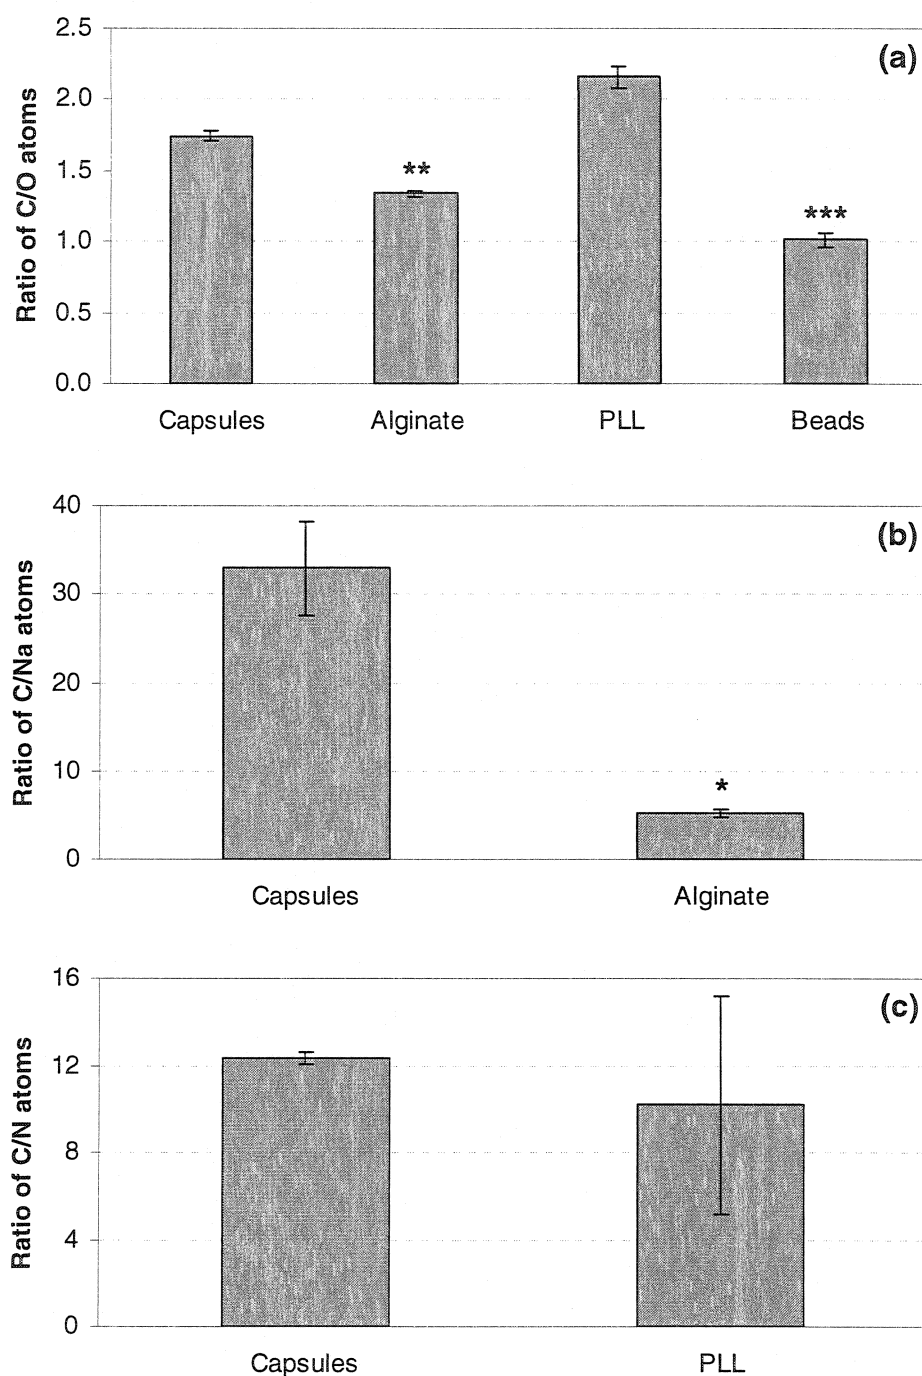 (a)
Ratio of C/O atoms
2.5
2.0
1.5
1.0
0.5
0.0
**
***
Capsules Alginate PLL Beads
(b)
Ratio of C/Na atoms
40
30
20
10
0
*
Capsules Alginate
(c)
Ratio of C/N atoms
16
12
8
4
0
Capsules PLL